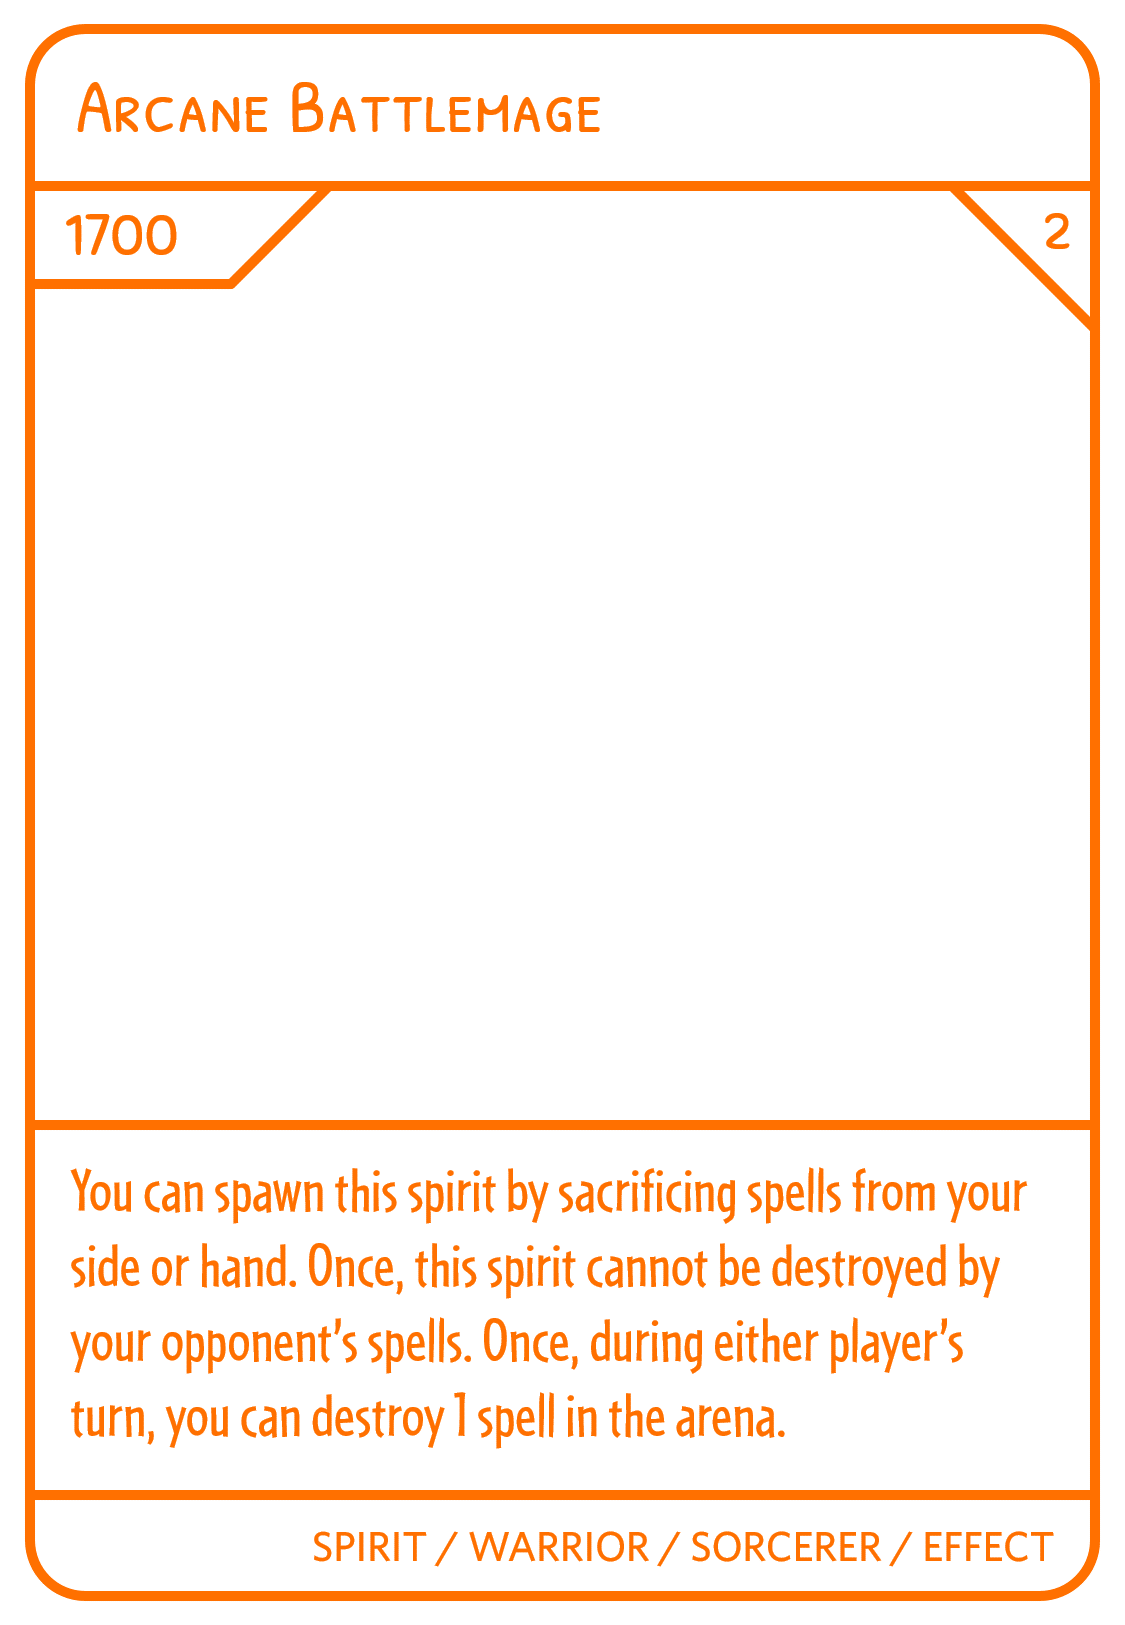 Arcane Battlemage
1700
2
You can spawn this spirit by sacrificing spells from your
side or hand. Once, this spirit cannot be destroyed by
your opponent’s spells. Once, during either player’s
turn, you can destroy 1 spell in the arena.
SPIRIT / WARRIOR / SORCERER / EFFECT